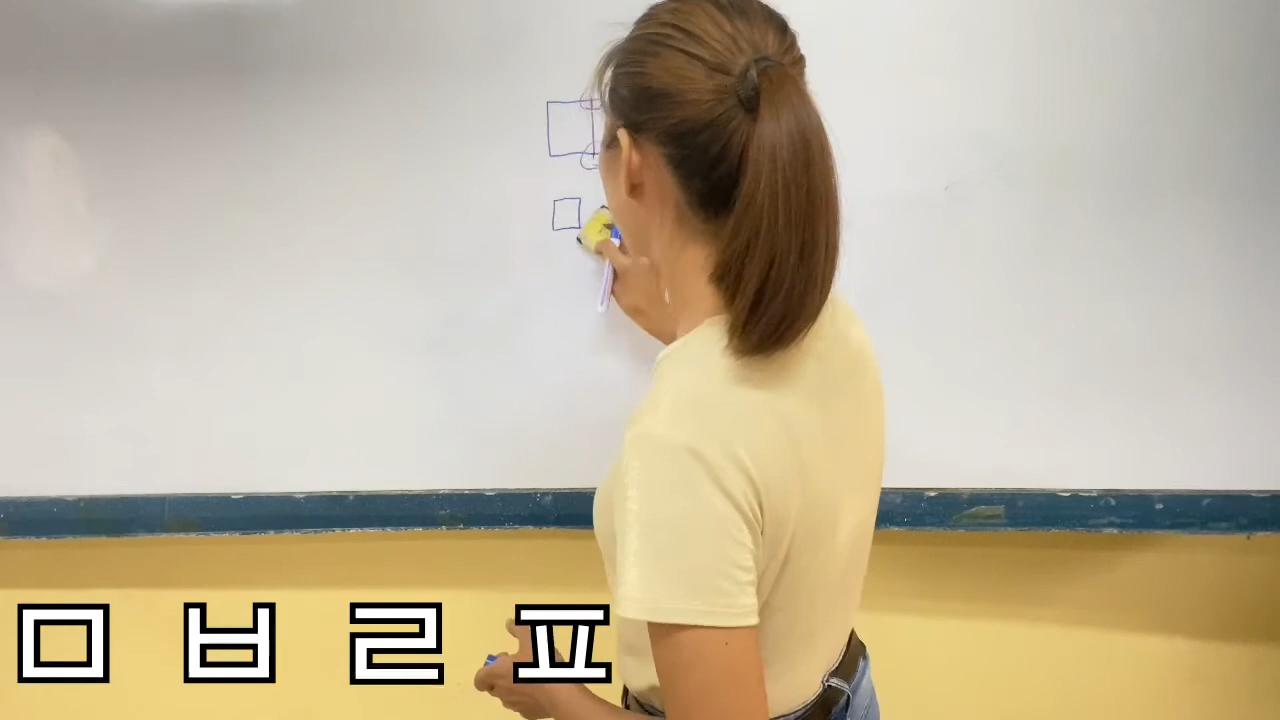 ㅁ ㅂ ㄹ ㅍ